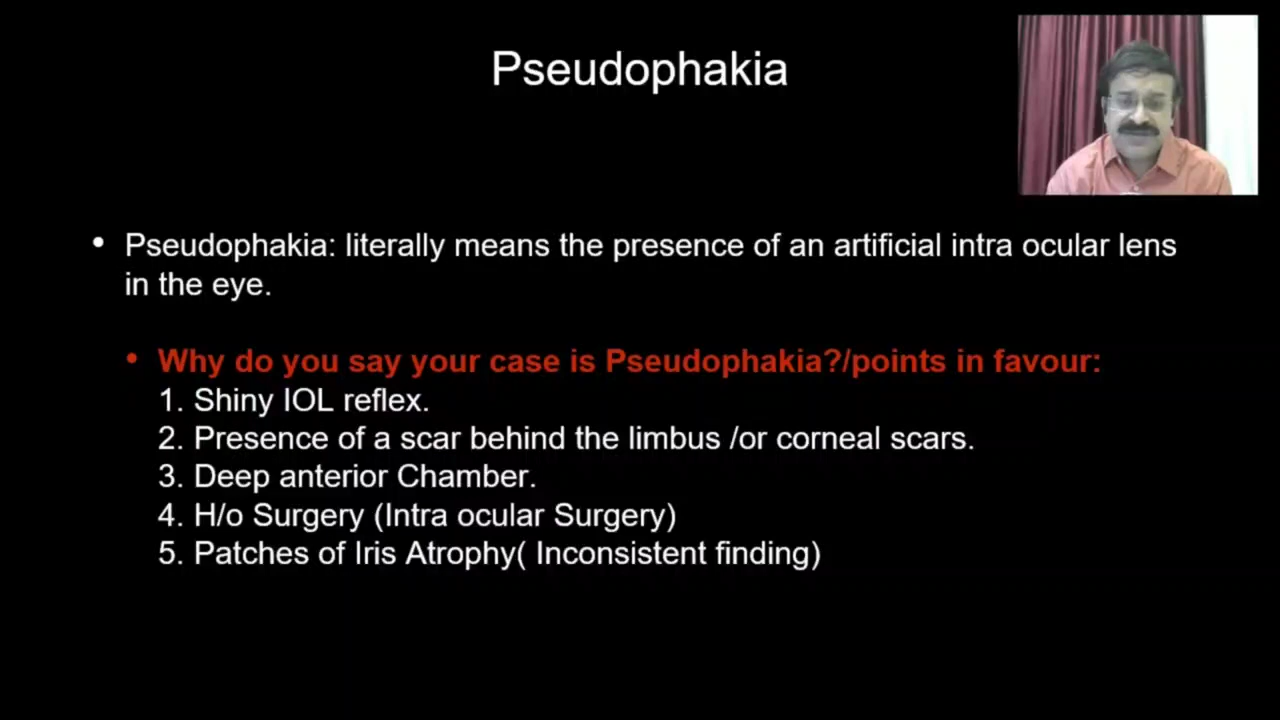 Pseudophakia
• Pseudophakia: literally means the presence of an artificial intra ocular lens
in the eye.
• Why do you say your case is Pseudophakia?/points in favour:
1. Shiny IOL reflex.
2. Presence of a scar behind the limbus /or corneal scars.
3. Deep anterior Chamber.
4. H/o Surgery (Intra ocular Surgery)
5. Patches of Iris Atrophy( Inconsistent finding)